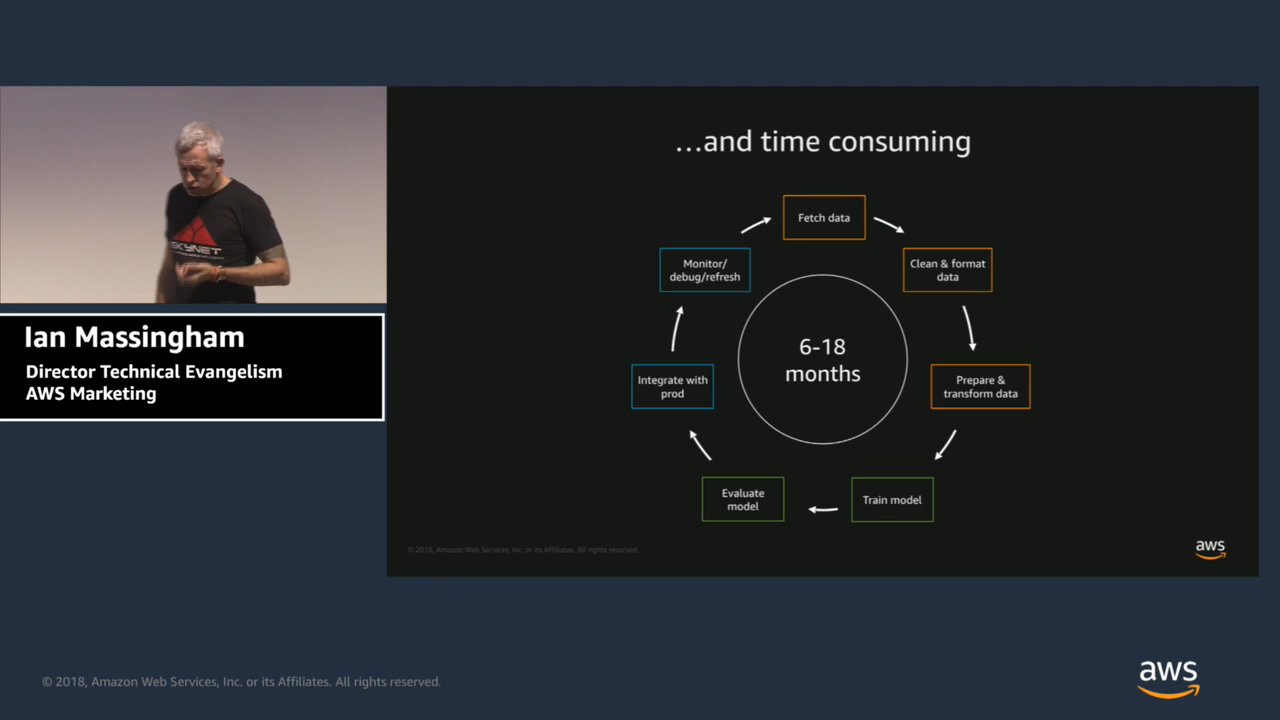 SKYNET
Ian Massingham
Director Technical Evangelism
AWS Marketing
…and time consuming
Fetch data
Clean & format
data
Prepare &
transform data
Train model
Evaluate
model
Integrate with
prod
Monitor/
debug/refresh
6-18
months
© 2018, Amazon Web Services, Inc. or its Affiliates. All rights reserved.
aws
© 2018, Amazon Web Services, Inc. or its Affiliates. All rights reserved.
aws